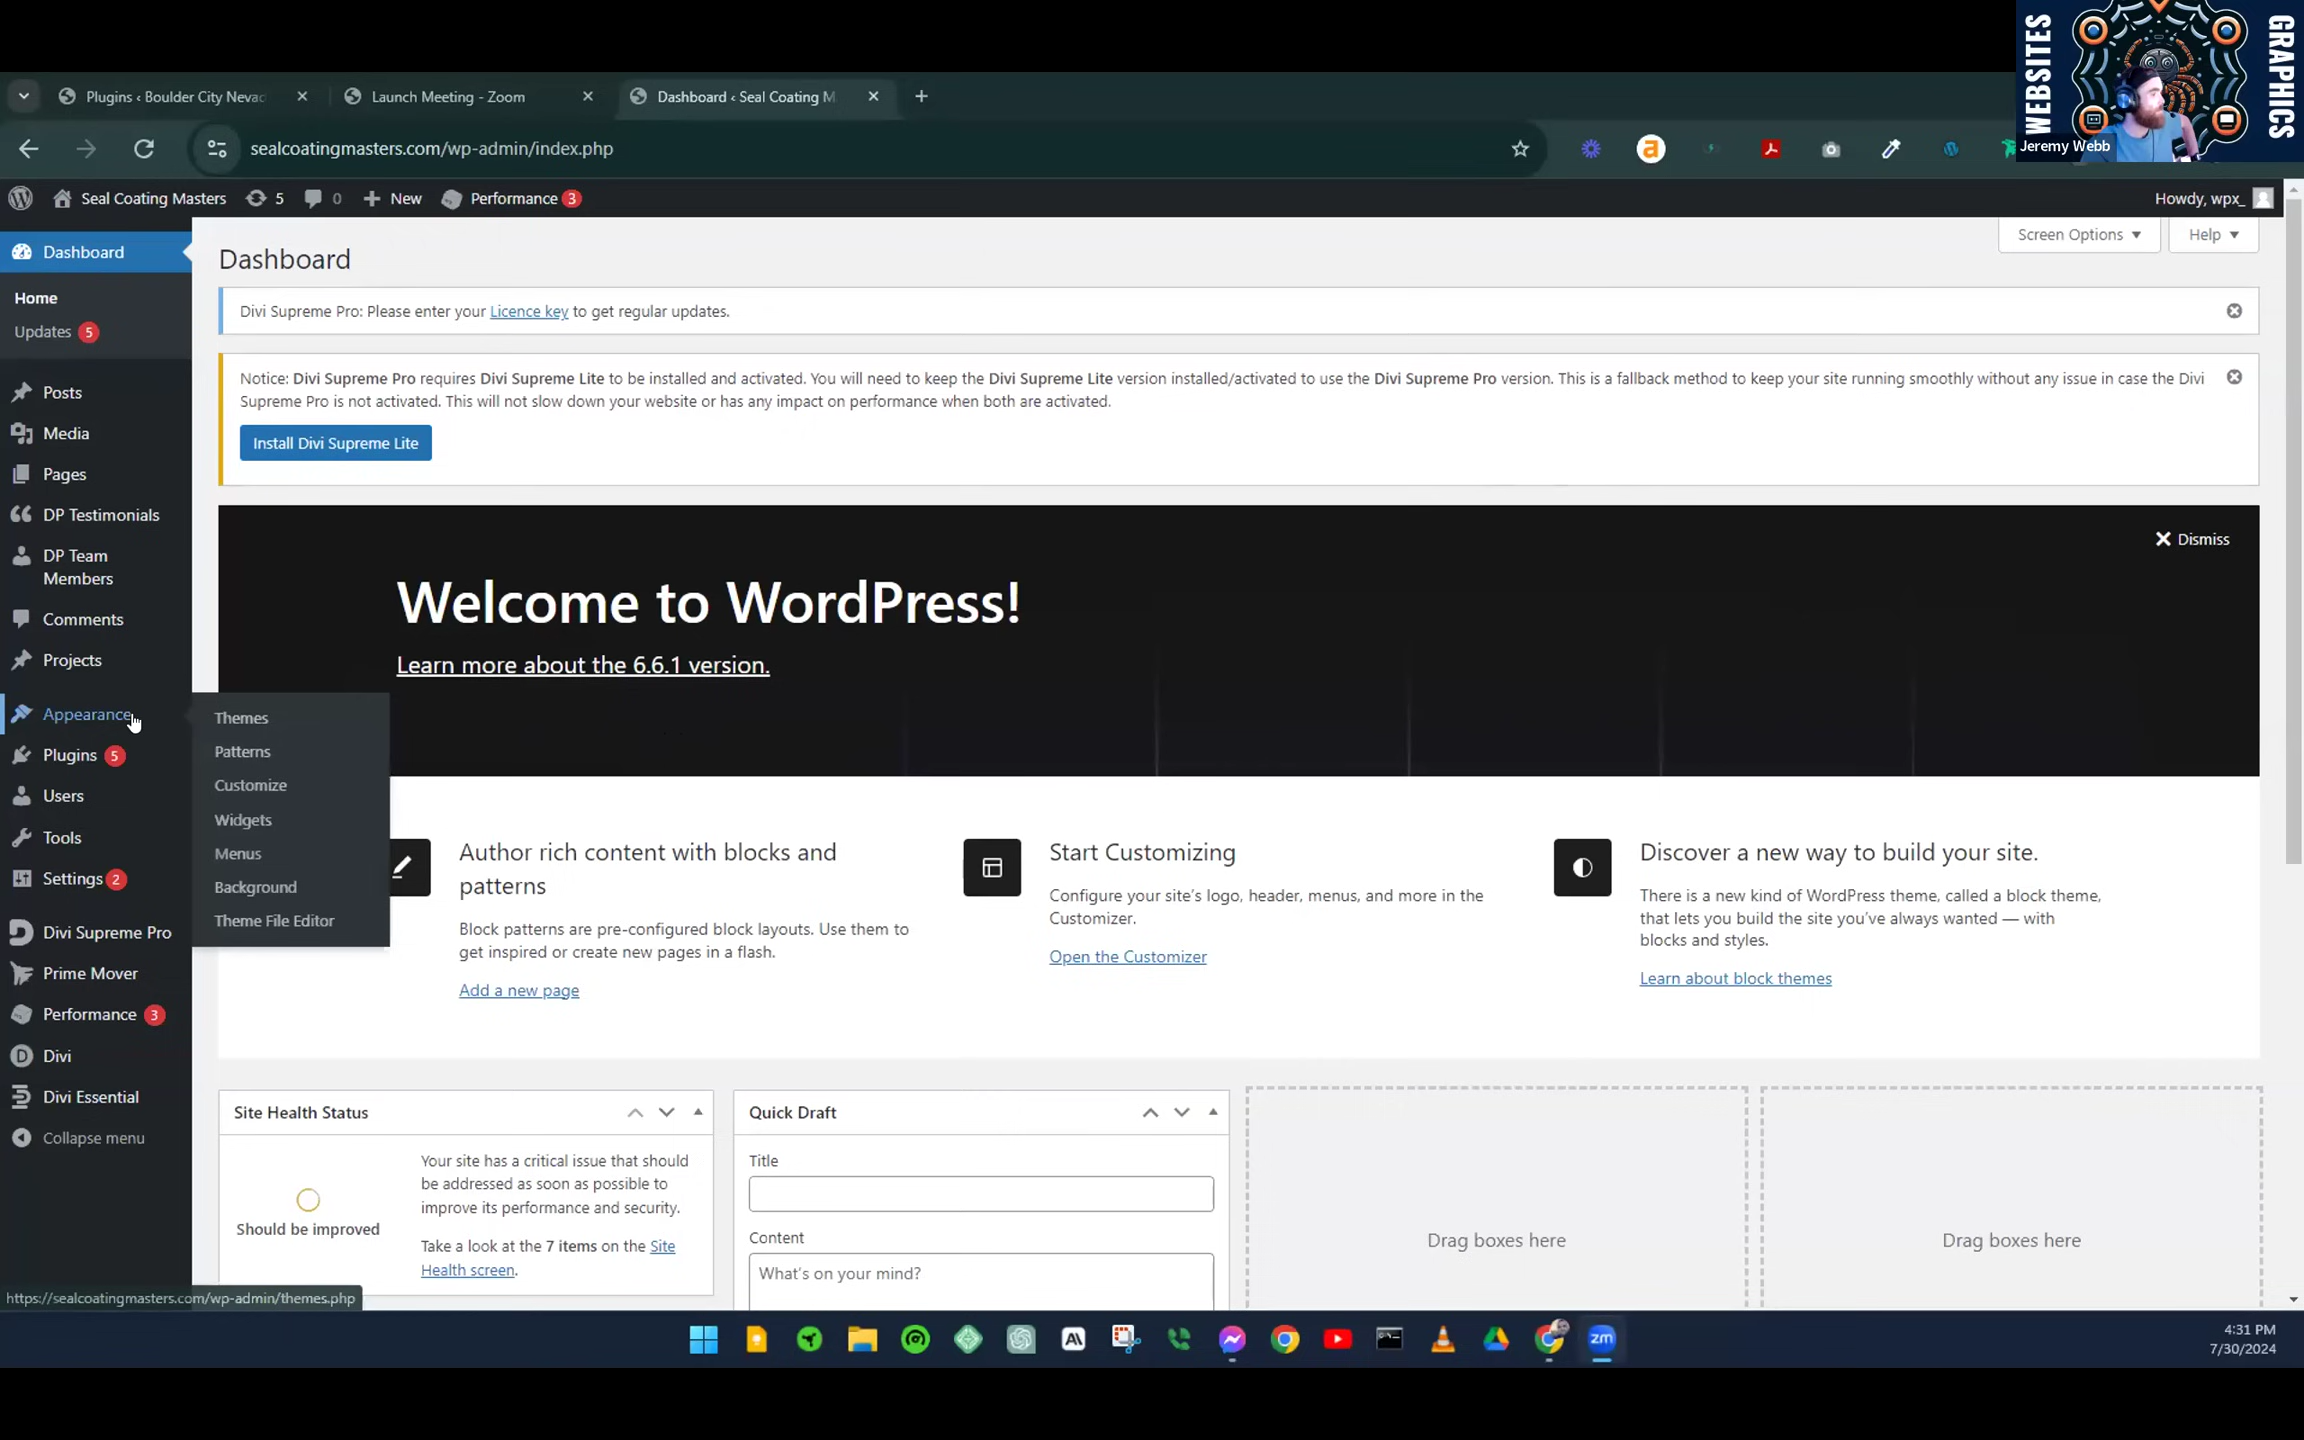 WEBSITES
GRAPHICS
Jeremy Webb
Plugins ‹ Boulder City Nevad
Launch Meeting - Zoom
Dashboard ‹ Seal Coating M
sealcoatingmasters.com/wp-admin/index.php
Seal Coating Masters
5
0
New
Performance 3
Howdy, wpx_
Screen Options
Help
Dashboard
Home
Updates 5
Posts
Media
Pages
DP Testimonials
DP Team
Members
Comments
Projects
Appearance
Plugins 5
Users
Tools
Settings 2
Divi Supreme Pro
Prime Mover
Performance 3
Divi
Divi Essential
Collapse menu
Themes
Patterns
Customize
Widgets
Menus
Background
Theme File Editor
Dashboard
Divi Supreme Pro: Please enter your Licence key to get regular updates.
Notice: Divi Supreme Pro requires Divi Supreme Lite to be installed and activated. You will need to keep the Divi Supreme Lite version installed/activated to use the Divi Supreme Pro version. This is a fallback method to keep your site running smoothly without any issue in case the Divi
Supreme Pro is not activated. This will not slow down your website or has any impact on performance when both are activated.
Install Divi Supreme Lite
Dismiss
Welcome to WordPress!
Learn more about the 6.6.1 version.
Author rich content with blocks and
patterns
Block patterns are pre-configured block layouts. Use them to
get inspired or create new pages in a flash.
Add a new page
Start Customizing
Configure your site's logo, header, menus, and more in the
Customizer.
Open the Customizer
Discover a new way to build your site.
There is a new kind of WordPress theme, called a block theme,
that lets you build the site you've always wanted — with
blocks and styles.
Learn about block themes
Site Health Status
Should be improved
Your site has a critical issue that should
be addressed as soon as possible to
improve its performance and security.
Take a look at the 7 items on the Site
Health screen.
Quick Draft
Title
Content
What's on your mind?
Drag boxes here
Drag boxes here
https://sealcoatingmasters.com/wp-admin/themes.php
zm
4:31 PM
7/30/2024